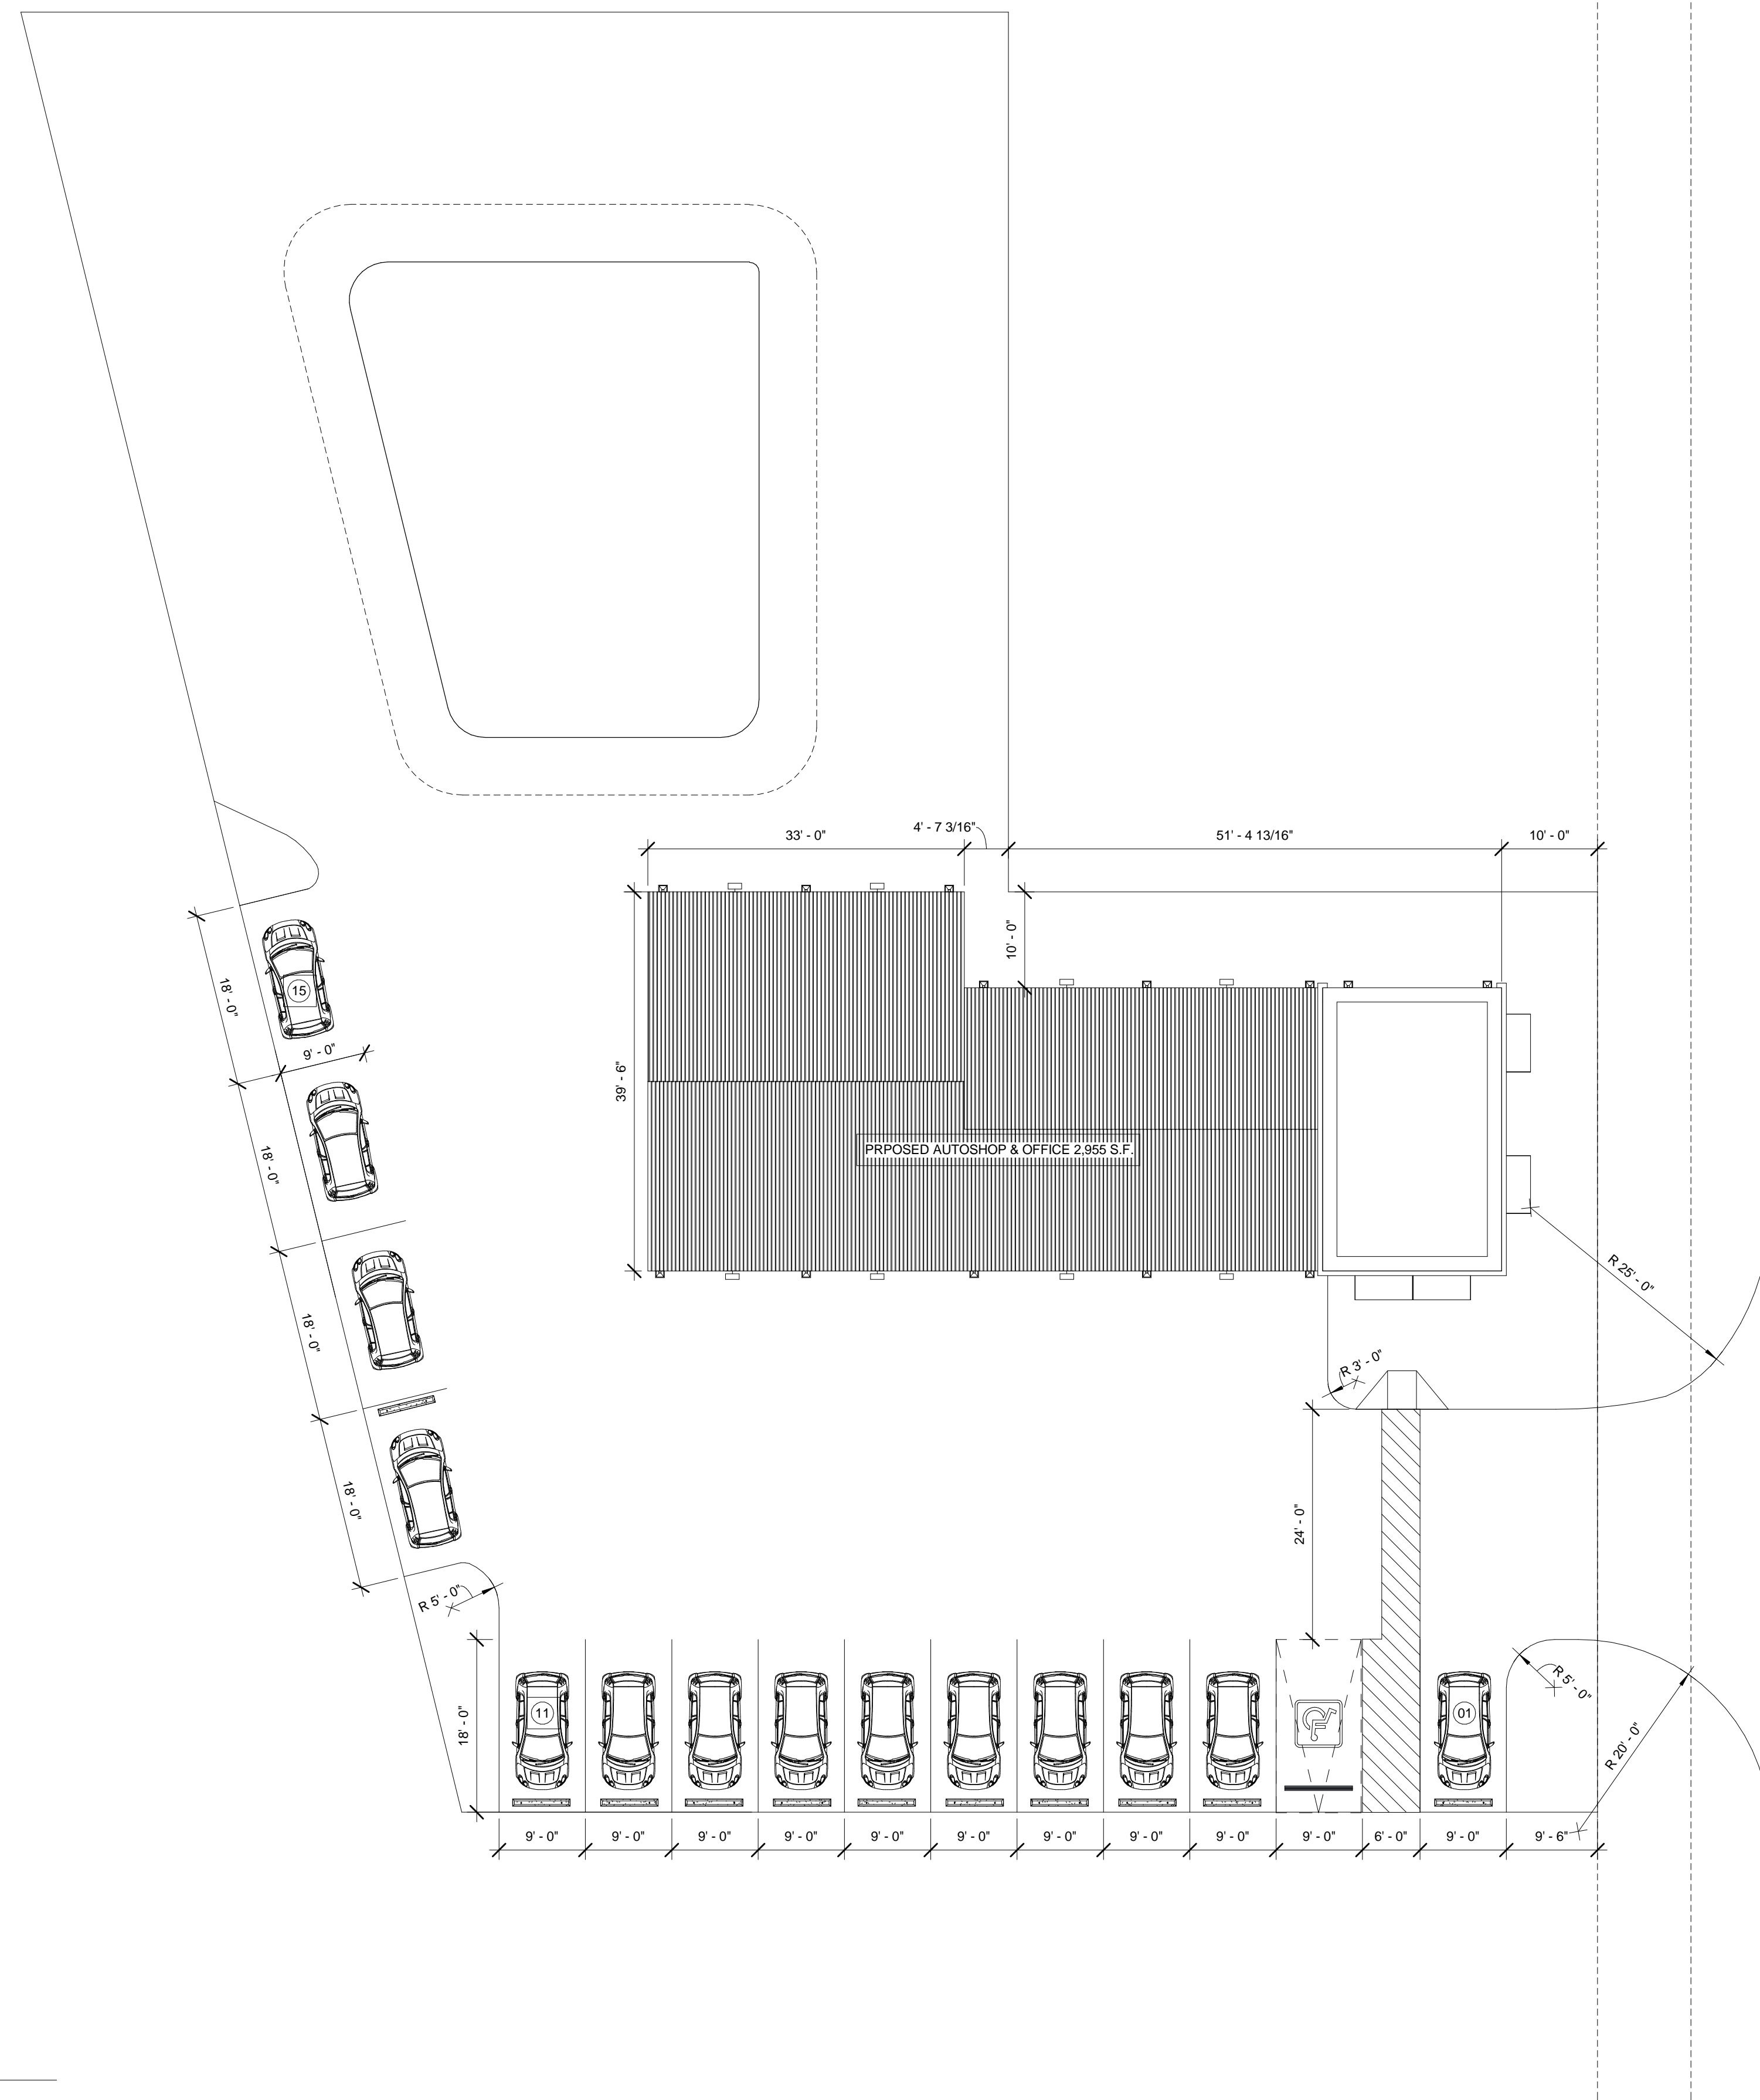 33' - 0"
4' - 7 3/16"
51' - 4 13/16"
10' - 0"
10' - 0"
39' - 6"
15
18' - 0"
9' - 0"
18' - 0"
PRPOSED AUTOSHOP & OFFICE 2,955 S.F.
R 25' - 0"
18' - 0"
R 3' - 0"
18' - 0"
24' - 0"
R 5' - 0"
18' - 0"
11
01
R 5' - 0"
R 20' - 0"
9' - 0"
9' - 0"
9' - 0"
9' - 0"
9' - 0"
9' - 0"
9' - 0"
9' - 0"
9' - 0"
9' - 0"
6' - 0"
9' - 0"
9' - 6"